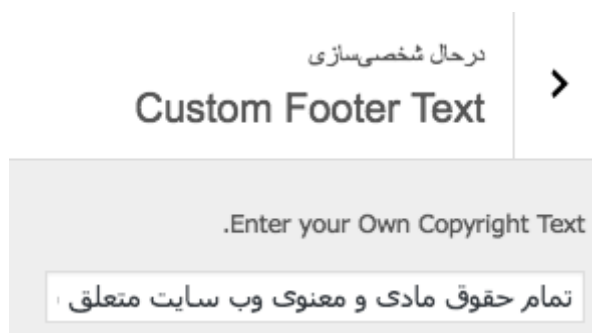 درحال شخصی‌سازی
Custom Footer Text
.Enter your Own Copyright Text
تمام حقوق مادی و معنوی وب سایت متعلق